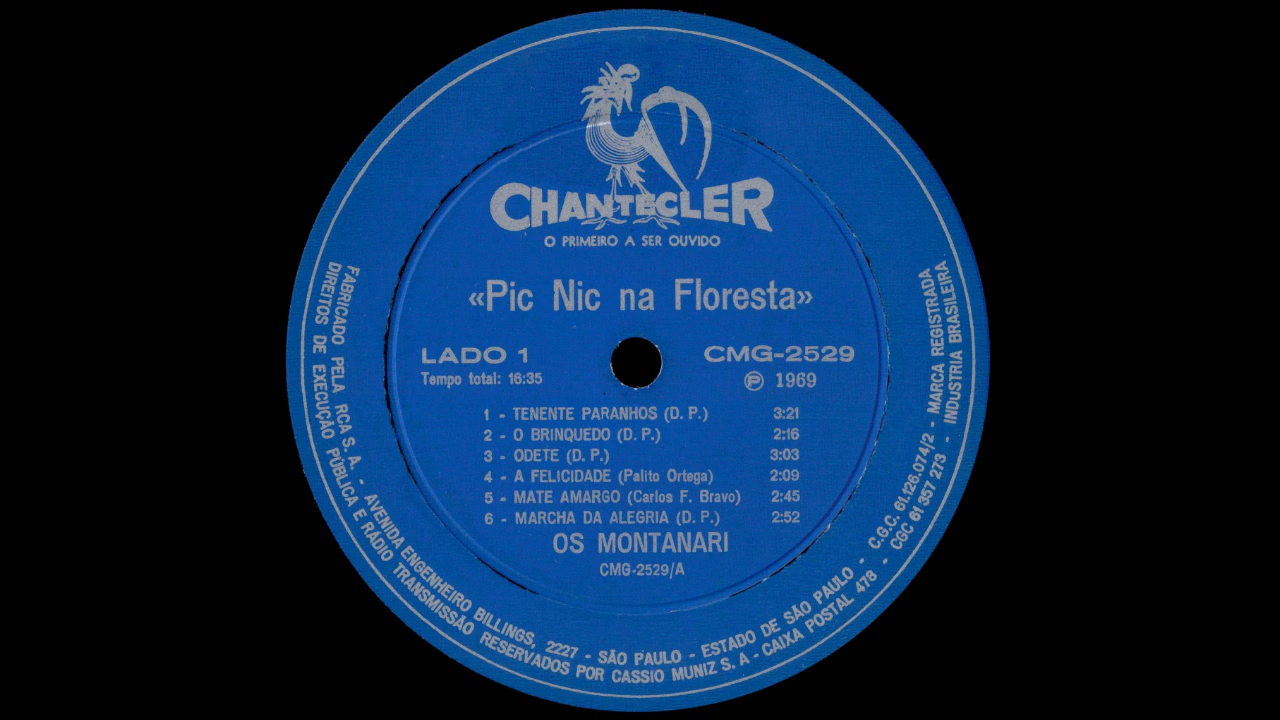 CHANTECLER
O PRIMEIRO A SER OUVIDO
«Pic Nic na Floresta»
LADO 1
CMG-2529
Tempo total: 16:35
℗ 1969
1 - TENENTE PARANHOS (D. P.) 3:21
2 - O BRINQUEDO (D. P.) 2:16
3 - ODETE (D. P.) 3:03
4 - A FELICIDADE (Palito Ortega) 2:09
5 - MATE AMARGO (Carlos F. Bravo) 2:45
6 - MARCHA DA ALEGRIA (D. P.) 2:52
OS MONTANARI
CMG-2529/A
FABRICADO PELA RCA S. A. - AVENIDA ENGENHEIRO BILLINGS, 2227 - SÃO PAULO - ESTADO DE SÃO PAULO - C.G.C. 61.126.074/2 - MARCA REGISTRADA
DIREITOS DE EXECUÇÃO PÚBLICA E RÁDIO TRANSMISSÃO RESERVADOS POR CASSIO MUNIZ S. A - CAIXA POSTAL 478 - CGC 61 357 273 - INDUSTRIA BRASILEIRA